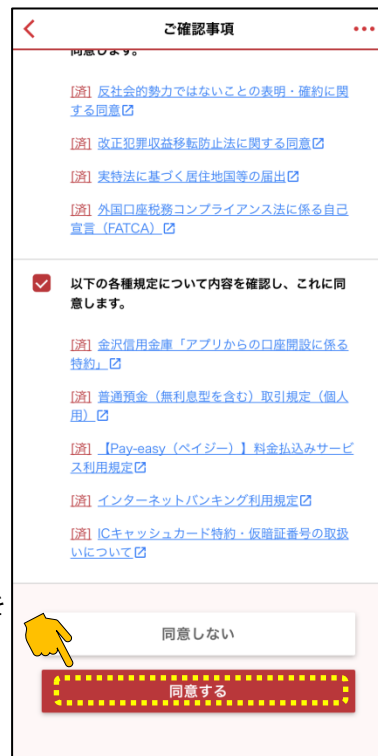 ご確認事項
同意します。
[済] 反社会的勢力ではないことの表明・確約に関
する同意
[済] 改正犯罪収益移転防止法に関する同意
[済] 実特法に基づく居住地国等の届出
[済] 外国口座税務コンプライアンス法に係る自己
宣言（FATCA）
以下の各種規定について内容を確認し、これに同
意します。
[済] 金沢信用金庫「アプリからの口座開設に係る
特約」
[済] 普通預金（無利息型を含む）取引規定（個人
用）
[済] 【Pay-easy（ペイジー）】料金払込みサービ
ス利用規定
[済] インターネットバンキング利用規定
[済] ICキャッシュカード特約・仮暗証番号の取扱
いについて
を
同意しない
同意する